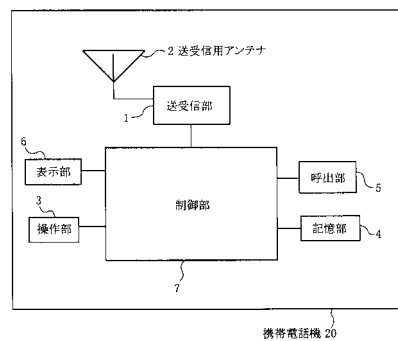 2 送受信用アンテナ
送受信部
1
6
表示部
呼出部
5
制御部
3
操作部
記憶部
4
7
携帯電話機 20